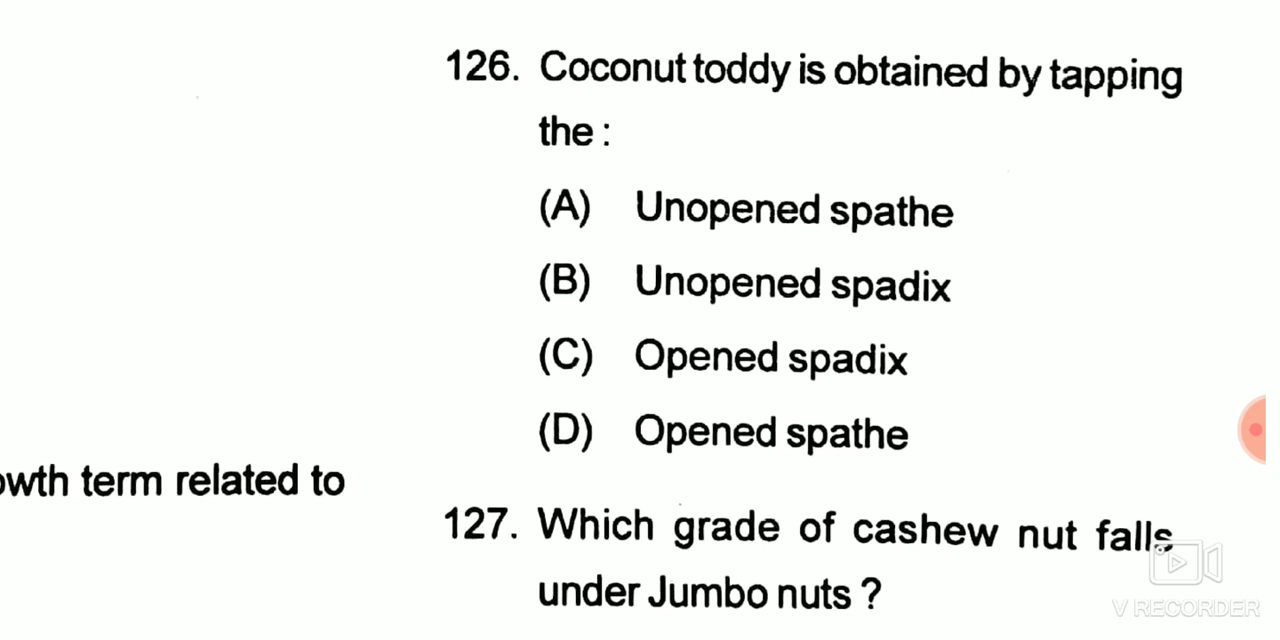 126. Coconut toddy is obtained by tapping
the :
(A) Unopened spathe
(B) Unopened spadix
(C) Opened spadix
(D) Opened spathe
owth term related to
127. Which grade of cashew nut falls
under Jumbo nuts ?
V RECORDER